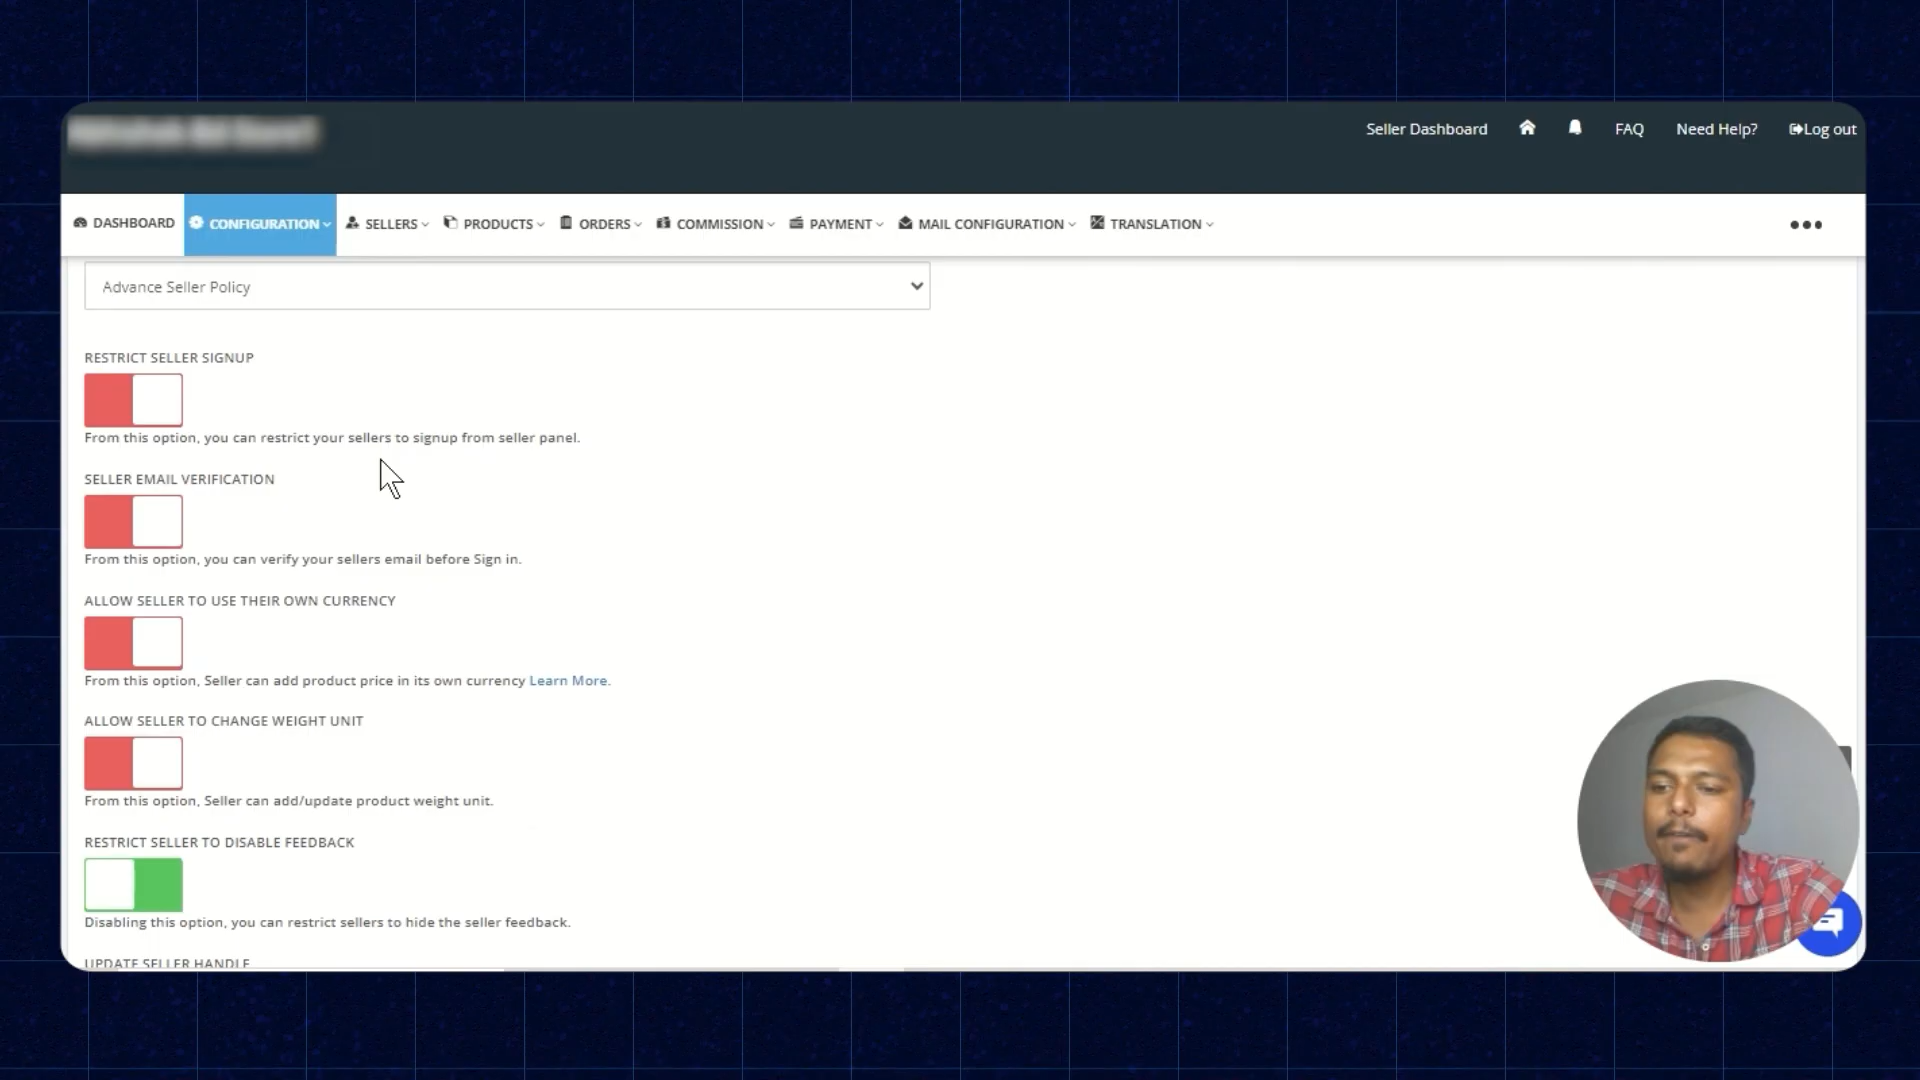 Seller Dashboard
FAQ
Need Help?
Log out
DASHBOARD
CONFIGURATION
SELLERS
PRODUCTS
ORDERS
COMMISSION
PAYMENT
MAIL CONFIGURATION
TRANSLATION
Advance Seller Policy
RESTRICT SELLER SIGNUP
From this option, you can restrict your sellers to signup from seller panel.
SELLER EMAIL VERIFICATION
From this option, you can verify your sellers email before Sign in.
ALLOW SELLER TO USE THEIR OWN CURRENCY
From this option, Seller can add product price in its own currency Learn More.
ALLOW SELLER TO CHANGE WEIGHT UNIT
From this option, Seller can add/update product weight unit.
RESTRICT SELLER TO DISABLE FEEDBACK
Disabling this option, you can restrict sellers to hide the seller feedback.
UPDATE SELLER HANDLE